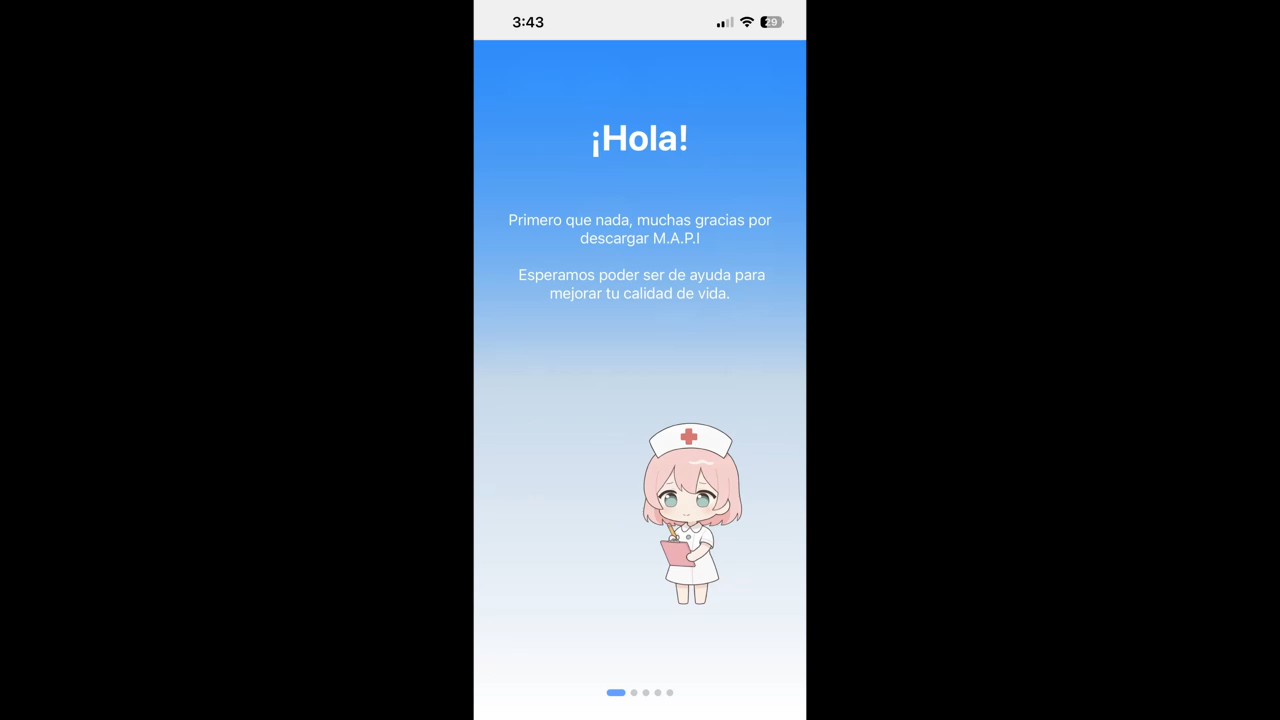 3:43
29
¡Hola!
Primero que nada, muchas gracias por
descargar M.A.P.I
Esperamos poder ser de ayuda para
mejorar tu calidad de vida.